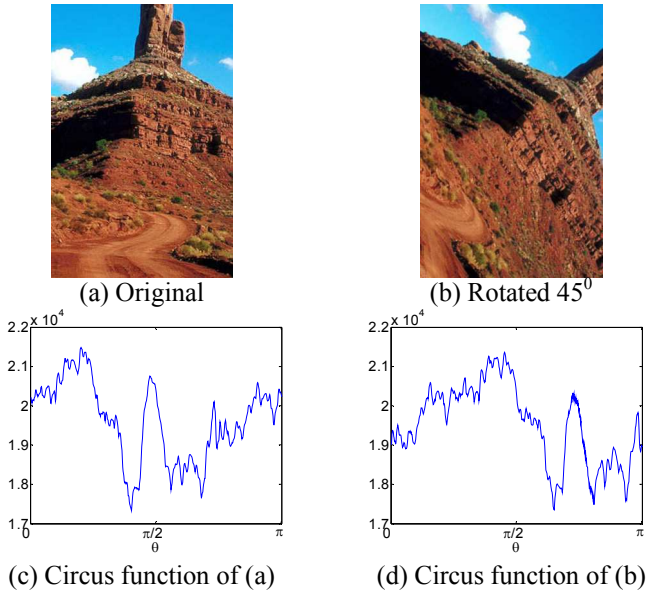 (a) Original
(b) Rotated 45⁰
2.2 x 10⁴
2.1
2
1.9
1.8
1.7
0
π/2
π
θ
2.2 x 10⁴
2.1
2
1.9
1.8
1.7
0
π/2
π
θ
(c) Circus function of (a)
(d) Circus function of (b)